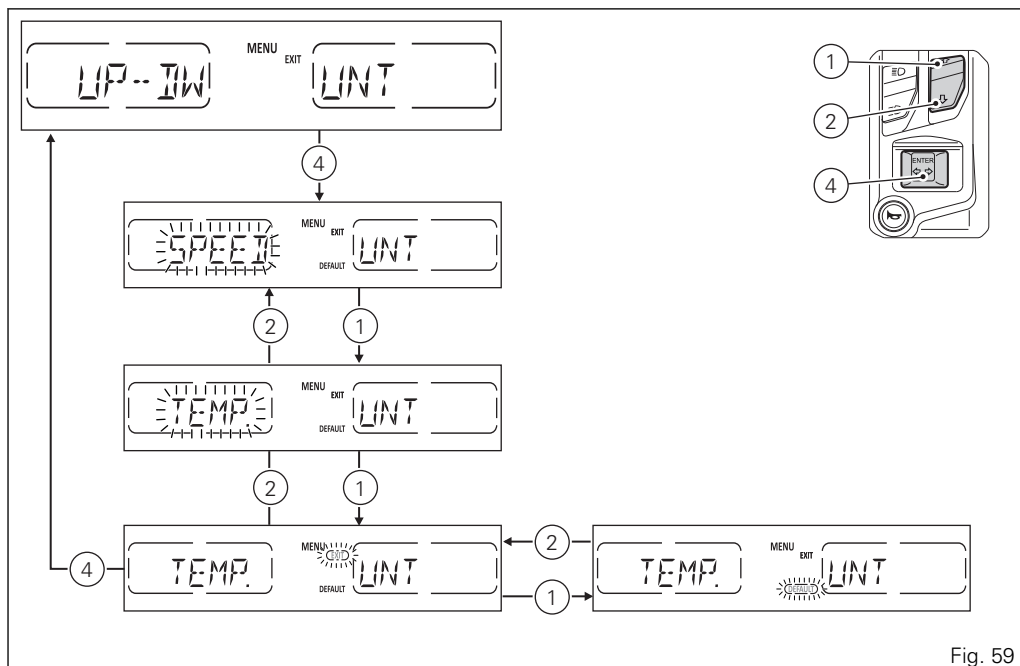 UP--DW MENU EXIT UNT
1
2
4
ENTER
4
SPEED MENU EXIT DEFAULT UNT
2 1
TEMP. MENU EXIT DEFAULT UNT
2 1
TEMP. MENU EXIT DEFAULT UNT
4
2
1
TEMP. MENU EXIT DEFAULT UNT
Fig. 59